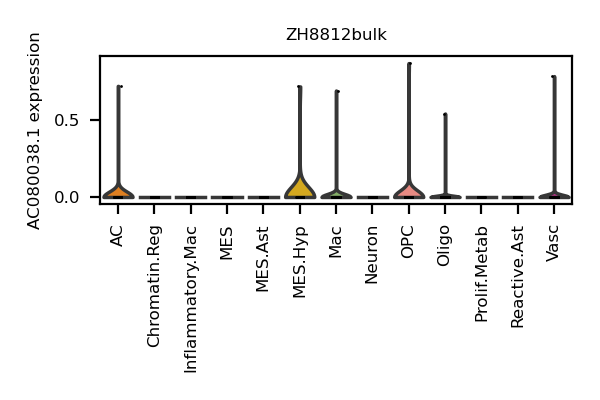 ZH8812bulk
AC080038.1 expression
0.5
0.0
AC
Chromatin.Reg
Inflammatory.Mac
MES
MES.Ast
MES.Hyp
Mac
Neuron
OPC
Oligo
Prolif.Metab
Reactive.Ast
Vasc